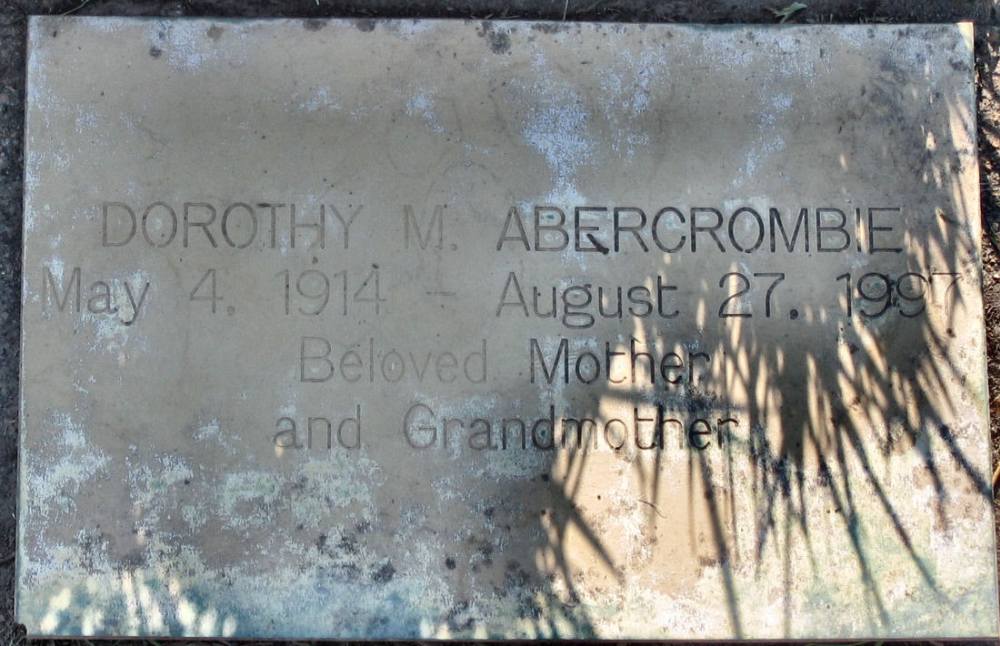 DOROTHY M. ABERCROMBIE
May 4. 1914 - August 27. 1997
Beloved Mother
and Grandmother